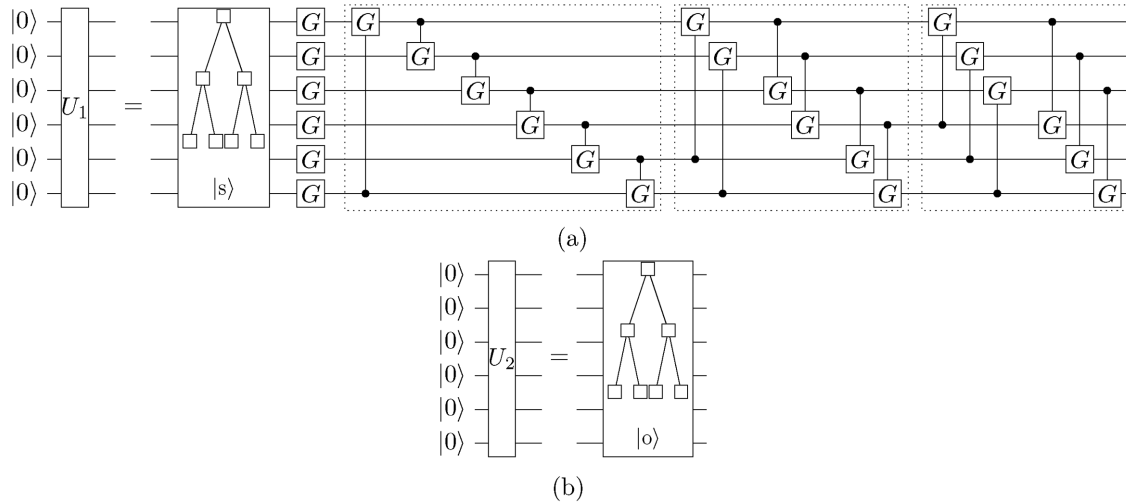 |0⟩ G G G G
|0⟩ G G G G
|0⟩ G G G G
U₁ =
|0⟩ G G G G
|0⟩ G G G G
|0⟩ |s⟩ G G G G
(a)
|0⟩
|0⟩
|0⟩
U₂ =
|0⟩
|0⟩
|0⟩ |o⟩
(b)